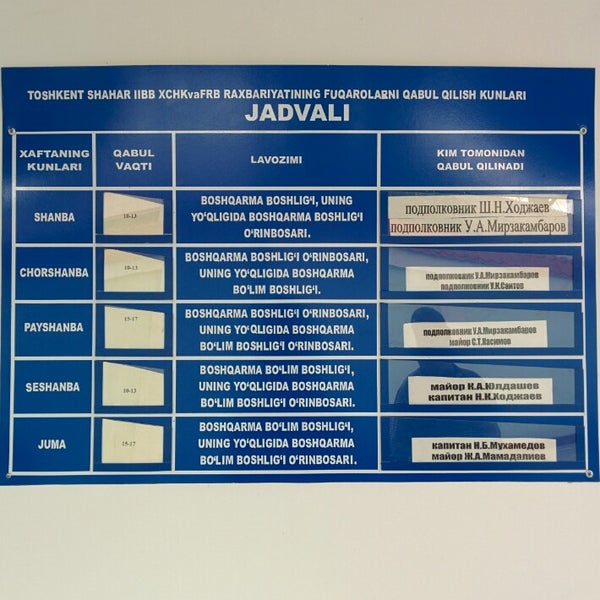 TOSHKENT SHAHAR IIBB XCHKvaFRB RAXBARIYATINING FUQAROLARNI QABUL QILISH KUNLARI
JADVALI
XAFTANING
KUNLARI
QABUL
VAQTI
LAVOZIMI
KIM TOMONIDAN
QABUL QILINADI
SHANBA
10-13
BOSHQARMA BOSHLIG'I, UNING
YO'QLIGIDA BOSHQARMA BOSHLIG'I
O'RINBOSARI.
подполковник Ш.Н.Ходжаев
подполковник У.А.Мирзакамбаров
CHORSHANBA
10-13
BOSHQARMA BOSHLIG'I O'RINBOSARI,
UNING YO'QLIGIDA BOSHQARMA
BO'LIM BOSHLIG'I.
подполковник У.А.Мирзакамбаров
подполковник У.К.Саитов
PAYSHANBA
15-17
BOSHQARMA BOSHLIG'I O'RINBOSARI,
UNING YO'QLIGIDA BOSHQARMA
BO'LIM BOSHLIG'I O'RINBOSARI.
подполковник У.А.Мирзакамбаров
майор С.Т.Касимов
SESHANBA
10-13
BOSHQARMA BO'LIM BOSHLIG'I,
UNING YO'QLIGIDA BOSHQARMA
BO'LIM BOSHLIG'I O'RINBOSARI.
майор К.А.Юлдашев
капитан Н.К.Ходжаев
JUMA
15-17
BOSHQARMA BO'LIM BOSHLIG'I,
UNING YO'QLIGIDA BOSHQARMA
BO'LIM BOSHLIG'I O'RINBOSARI.
капитан Н.Б.Мухамедов
майор Ж.А.Мамадалиев